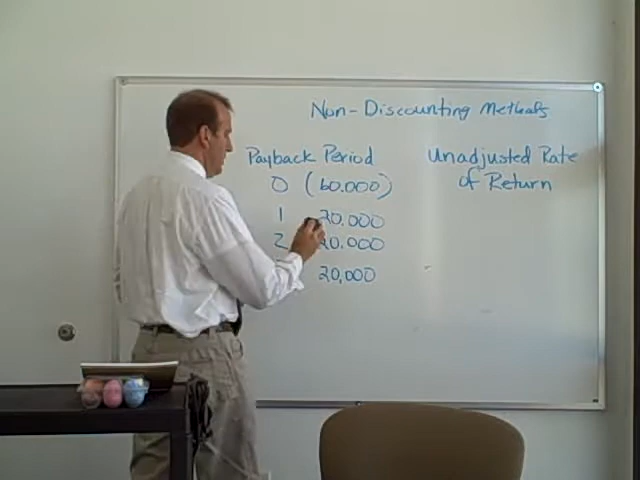 Non-Discounting Methods
Payback Period
0 (60.000)
1 20,000
2 20.000
20,000
Unadjusted Rate
of Return